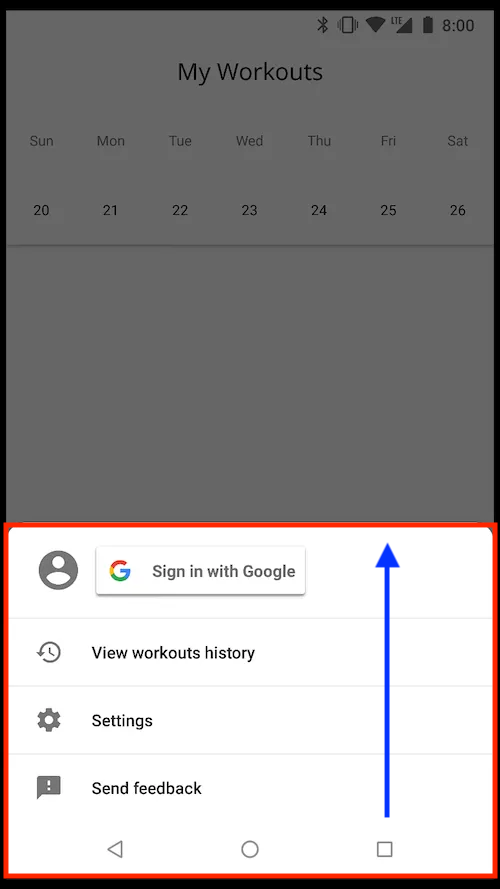 LTE 8:00
My Workouts
Sun Mon Tue Wed Thu Fri Sat
20 21 22 23 24 25 26
Sign in with Google
View workouts history
Settings
Send feedback